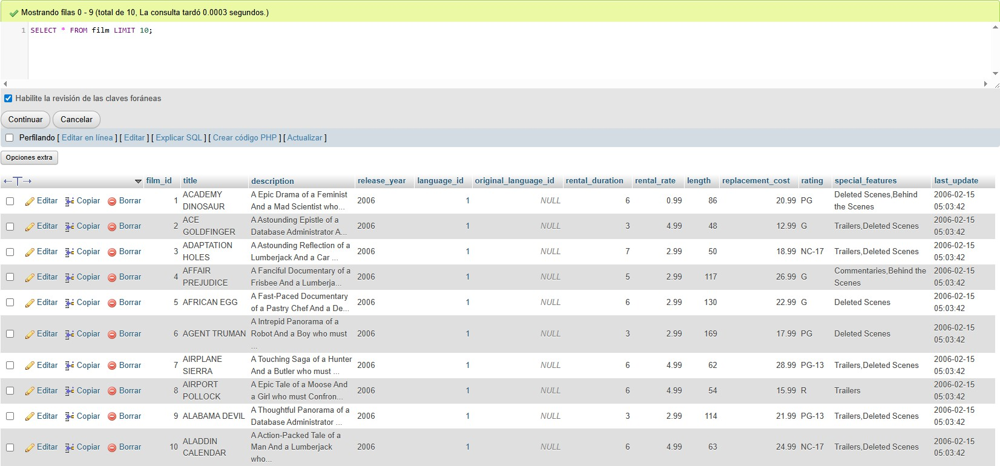 Mostrando filas 0 - 9 (total de 10, La consulta tardó 0.0003 segundos.)
1 SELECT * FROM film LIMIT 10;
Habilite la revisión de las claves foráneas
Continuar Cancelar
Perfilando [ Editar en línea ] [ Editar ] [ Explicar SQL ] [ Crear código PHP ] [ Actualizar ]
Opciones extra
film_id title description release_year language_id original_language_id rental_duration rental_rate length replacement_cost rating special_features last_update
Editar Copiar Borrar 1 ACADEMY DINOSAUR A Epic Drama of a Feminist And a Mad Scientist who... 2006 1 NULL 6 0.99 86 20.99 PG Deleted Scenes,Behind the Scenes 2006-02-15 05:03:42
Editar Copiar Borrar 2 ACE GOLDFINGER A Astounding Epistle of a Database Administrator A... 2006 1 NULL 3 4.99 48 12.99 G Trailers,Deleted Scenes 2006-02-15 05:03:42
Editar Copiar Borrar 3 ADAPTATION HOLES A Astounding Reflection of a Lumberjack And a Car ... 2006 1 NULL 7 2.99 50 18.99 NC-17 Trailers,Deleted Scenes 2006-02-15 05:03:42
Editar Copiar Borrar 4 AFFAIR PREJUDICE A Fanciful Documentary of a Frisbee And a Lumberja... 2006 1 NULL 5 2.99 117 26.99 G Commentaries,Behind the Scenes 2006-02-15 05:03:42
Editar Copiar Borrar 5 AFRICAN EGG A Fast-Paced Documentary of a Pastry Chef And a De... 2006 1 NULL 6 2.99 130 22.99 G Deleted Scenes 2006-02-15 05:03:42
Editar Copiar Borrar 6 AGENT TRUMAN A Intrepid Panorama of a Robot And a Boy who must ... 2006 1 NULL 3 2.99 169 17.99 PG Deleted Scenes 2006-02-15 05:03:42
Editar Copiar Borrar 7 AIRPLANE SIERRA A Touching Saga of a Hunter And a Butler who must ... 2006 1 NULL 6 4.99 62 28.99 PG-13 Trailers,Deleted Scenes 2006-02-15 05:03:42
Editar Copiar Borrar 8 AIRPORT POLLOCK A Epic Tale of a Moose And a Girl who must Confron... 2006 1 NULL 6 4.99 54 15.99 R Trailers 2006-02-15 05:03:42
Editar Copiar Borrar 9 ALABAMA DEVIL A Thoughtful Panorama of a Database Administrator ... 2006 1 NULL 3 2.99 114 21.99 PG-13 Trailers,Deleted Scenes 2006-02-15 05:03:42
Editar Copiar Borrar 10 ALADDIN CALENDAR A Action-Packed Tale of a Man And a Lumberjack who... 2006 1 NULL 6 4.99 63 24.99 NC-17 Trailers,Deleted Scenes 2006-02-15 05:03:42